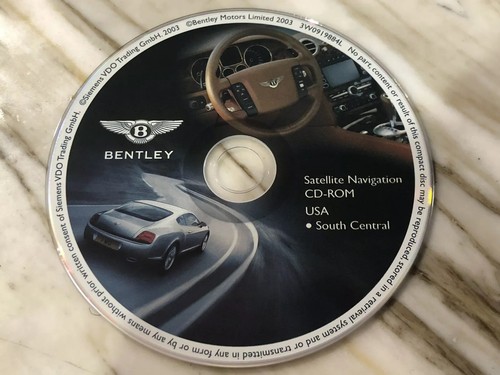 ©Siemens VDO Trading GmbH. 2003 ©Bentley Motors Limited 2003 3W0919884L No part, content or result of this compact disc may be reproduced, stored in a retrieval system and or transmitted in any form or by any means without prior written consent of Siemens VDO Trading GmbH.
B
BENTLEY
Satellite Navigation
CD-ROM
USA
• South Central